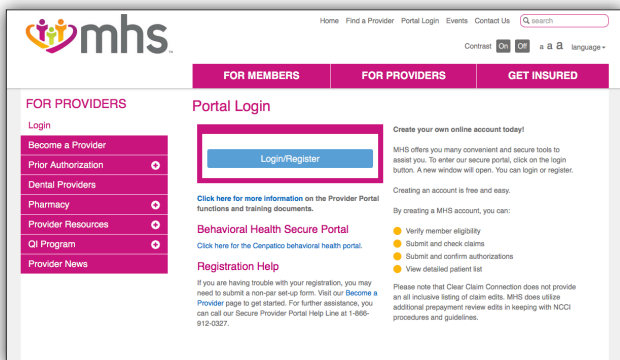 Home Find a Provider Portal Login Events Contact Us search
mhs
Contrast On Off a a a language
FOR MEMBERS FOR PROVIDERS GET INSURED
FOR PROVIDERS
Login
Become a Provider
Prior Authorization
Dental Providers
Pharmacy
Provider Resources
QI Program
Provider News
Portal Login
Login/Register
Click here for more information on the Provider Portal
functions and training documents.
Behavioral Health Secure Portal
Click here for the Cenpatico behavioral health portal.
Registration Help
If you are having trouble with your registration, you may
need to submit a non-par set-up form. Visit our Become a
Provider page to get started. For further assistance, you
can call our Secure Provider Portal Help Line at 1-866-
912-0327.
Create your own online account today!
MHS offers you many convenient and secure tools to
assist you. To enter our secure portal, click on the login
button. A new window will open. You can login or register.
Creating an account is free and easy.
By creating a MHS account, you can:
Verify member eligibility
Submit and check claims
Submit and confirm authorizations
View detailed patient list
Please note that Clear Claim Connection does not provide
an all inclusive listing of claim edits. MHS does utilize
additional prepayment review edits in keeping with NCCI
procedures and guidelines.